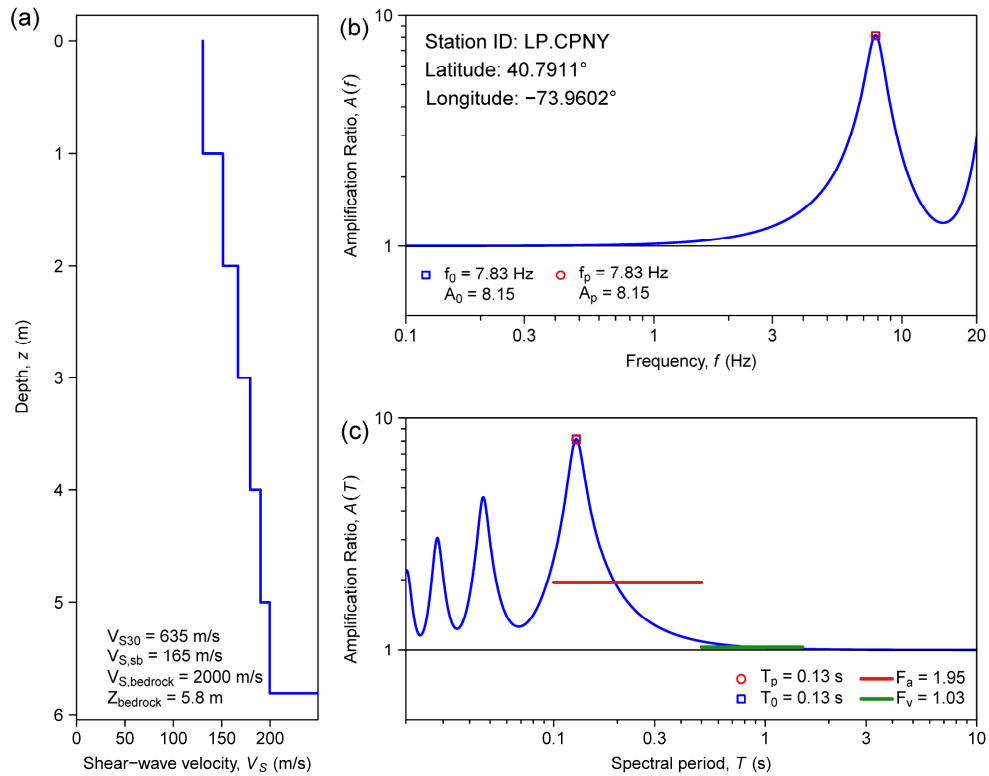 (a)
0
1
2
3
4
5
6
Depth, z (m)
V_S30 = 635 m/s
V_S,sb = 165 m/s
V_S,bedrock = 2000 m/s
Z_bedrock = 5.8 m
0 50 100 150 200
Shear−wave velocity, V_S (m/s)
(b)
10
1
Amplification Ratio, A(f)
Station ID: LP.CPNY
Latitude: 40.7911°
Longitude: −73.9602°
f_0 = 7.83 Hz
A_0 = 8.15
f_p = 7.83 Hz
A_p = 8.15
0.1 0.3 1 3 10 20
Frequency, f (Hz)
(c)
10
1
Amplification Ratio, A(T)
T_p = 0.13 s
T_0 = 0.13 s
F_a = 1.95
F_v = 1.03
0.1 0.3 1 3 10
Spectral period, T (s)